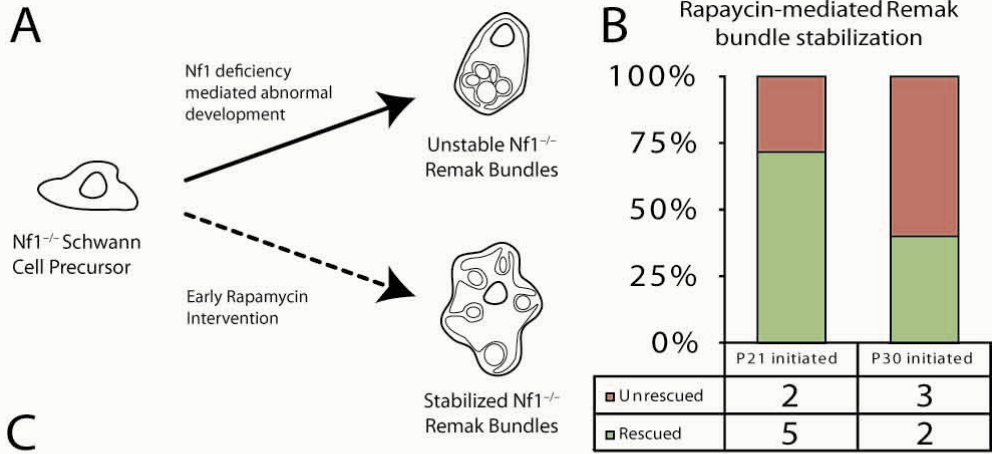 A
Nf1 deficiency
mediated abnormal
development
Unstable Nf1⁻/⁻
Remak Bundles
Nf1⁻/⁻ Schwann
Cell Precursor
Early Rapamycin
Intervention
Stabilized Nf1⁻/⁻
Remak Bundles
B
Rapaycin-mediated Remak
bundle stabilization
100%
75%
50%
25%
0%
P21 initiated P30 initiated
Unrescued 2 3
Rescued 5 2
C